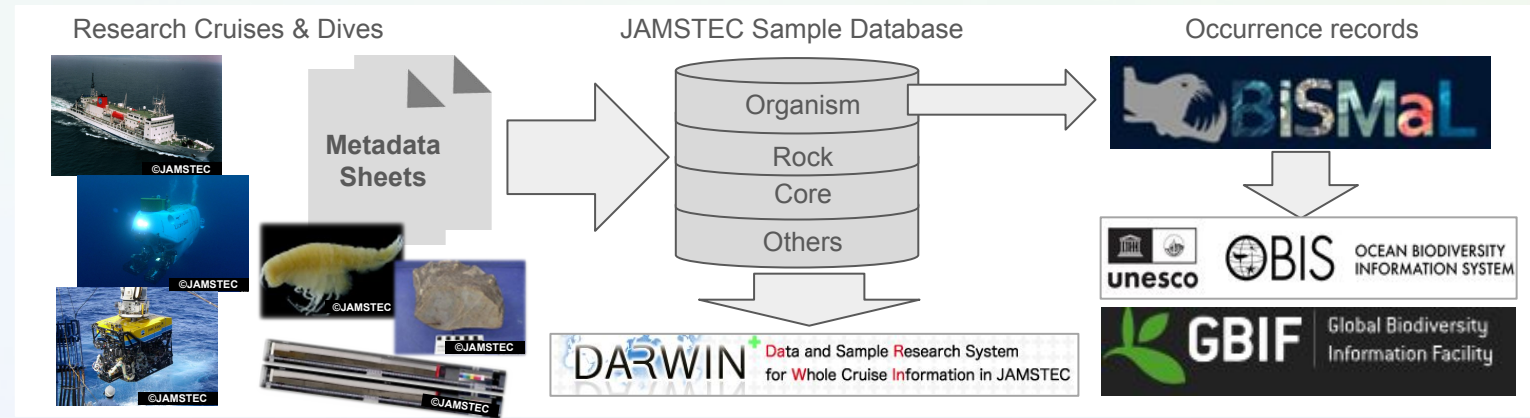 Research Cruises & Dives
©JAMSTEC
©JAMSTEC
©JAMSTEC
Metadata
Sheets
©JAMSTEC
©JAMSTEC
©JAMSTEC
JAMSTEC Sample Database
Organism
Rock
Core
Others
DARWIN+
Data and Sample Research System
for Whole Cruise Information in JAMSTEC
Occurrence records
BiSMaL
unesco
OBIS
OCEAN BIODIVERSITY
INFORMATION SYSTEM
GBIF
Global Biodiversity
Information Facility